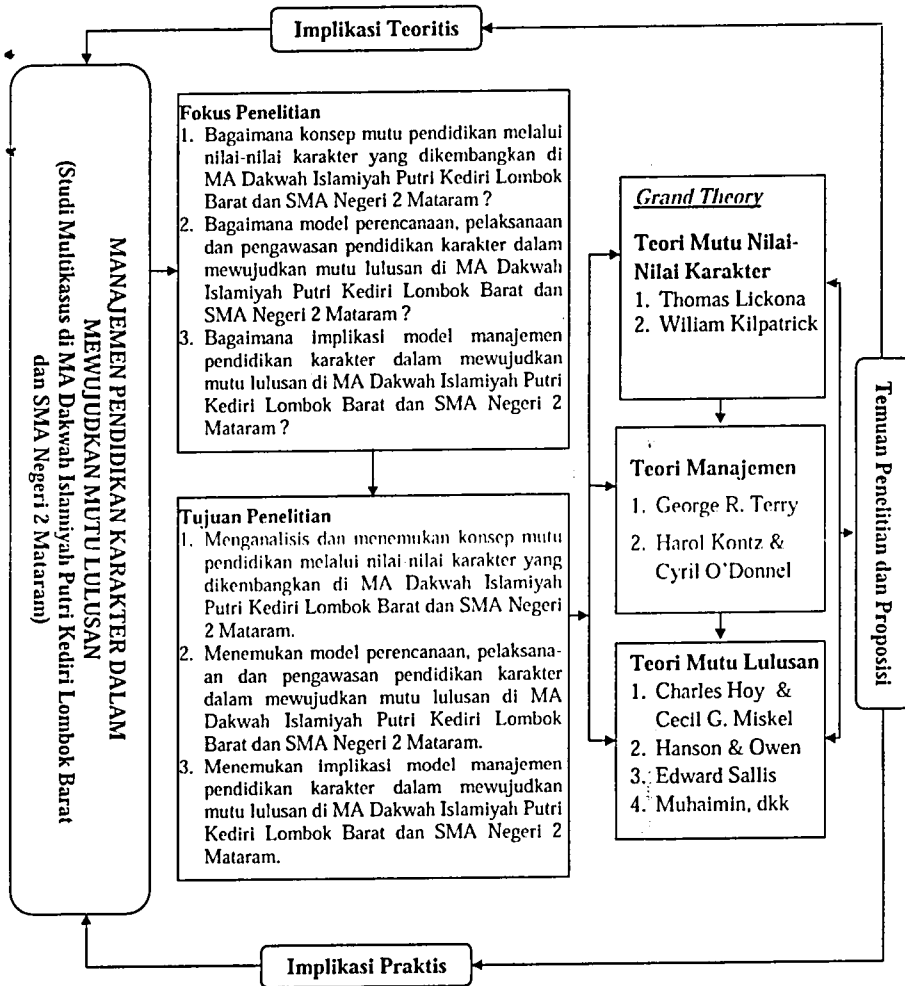 Implikasi Teoritis
MANAJEMEN PENDIDIKAN KARAKTER DALAM
MEWUJUDKAN MUTU LULUSAN
(Studi Multikasus di MA Dakwah Islamiyah Putri Kediri Lombok Barat
dan SMA Negeri 2 Mataram)
Fokus Penelitian
1. Bagaimana konsep mutu pendidikan melalui
nilai-nilai karakter yang dikembangkan di
MA Dakwah Islamiyah Putri Kediri Lombok
Barat dan SMA Negeri 2 Mataram ?
2. Bagaimana model perencanaan, pelaksanaan
dan pengawasan pendidikan karakter dalam
mewujudkan mutu lulusan di MA Dakwah
Islamiyah Putri Kediri Lombok Barat dan
SMA Negeri 2 Mataram ?
3. Bagaimana implikasi model manajemen
pendidikan karakter dalam mewujudkan
mutu lulusan di MA Dakwah Islamiyah Putri
Kediri Lombok Barat dan SMA Negeri 2
Mataram ?
Tujuan Penelitian
1. Menganalisis dan menemukan konsep mutu
pendidikan melalui nilai-nilai karakter yang
dikembangkan di MA Dakwah Islamiyah
Putri Kediri Lombok Barat dan SMA Negeri
2 Mataram.
2. Menemukan model perencanaan, pelaksana-
an dan pengawasan pendidikan karakter
dalam mewujudkan mutu lulusan di MA
Dakwah Islamiyah Putri Kediri Lombok
Barat dan SMA Negeri 2 Mataram.
3. Menemukan implikasi model manajemen
pendidikan karakter dalam mewujudkan
mutu lulusan di MA Dakwah Islamiyah Putri
Kediri Lombok Barat dan SMA Negeri 2
Mataram.
Grand Theory
Teori Mutu Nilai-
Nilai Karakter
1. Thomas Lickona
2. Wiliam Kilpatrick
Teori Manajemen
1. George R. Terry
2. Harol Kontz &
Cyril O'Donnel
Teori Mutu Lulusan
1. Charles Hoy &
Cecil G. Miskel
2. Hanson & Owen
3. Edward Sallis
4. Muhaimin, dkk
Temuan Penelitian dan Proposisi
Implikasi Praktis